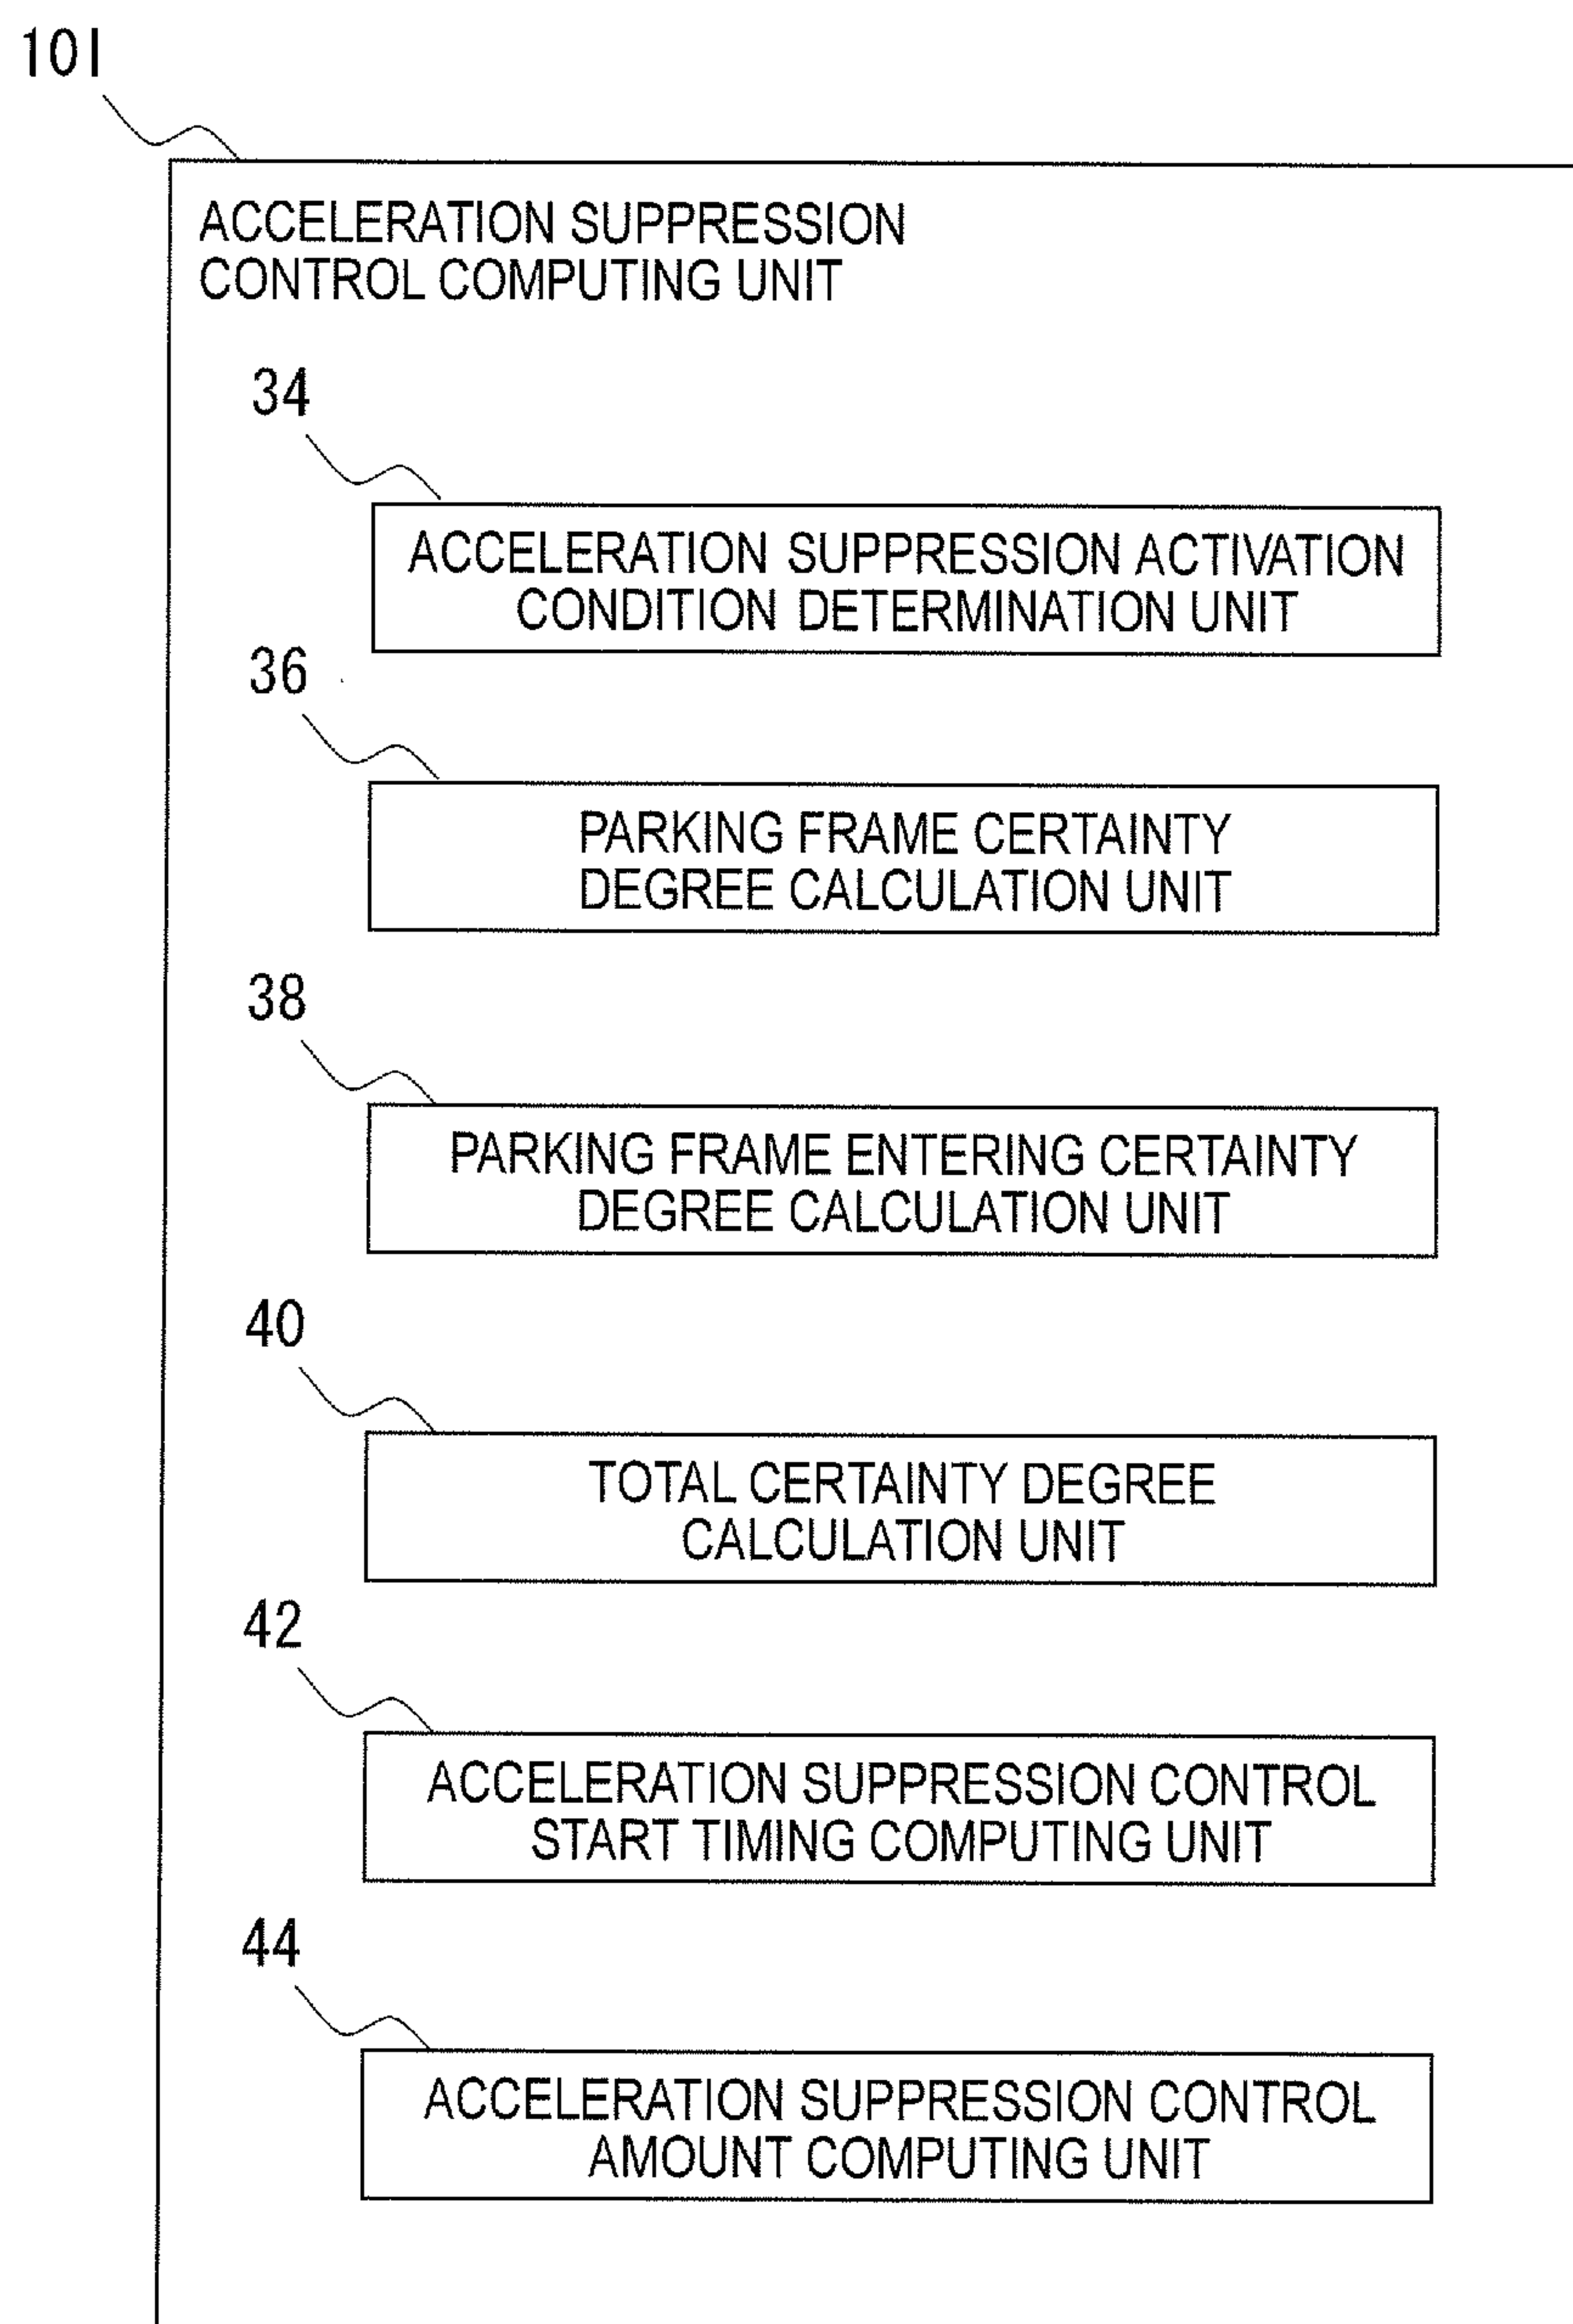 10I
ACCELERATION SUPPRESSION
CONTROL COMPUTING UNIT
34
ACCELERATION SUPPRESSION ACTIVATION
CONDITION DETERMINATION UNIT
36
PARKING FRAME CERTAINTY
DEGREE CALCULATION UNIT
38
PARKING FRAME ENTERING CERTAINTY
DEGREE CALCULATION UNIT
40
TOTAL CERTAINTY DEGREE
CALCULATION UNIT
42
ACCELERATION SUPPRESSION CONTROL
START TIMING COMPUTING UNIT
44
ACCELERATION SUPPRESSION CONTROL
AMOUNT COMPUTING UNIT